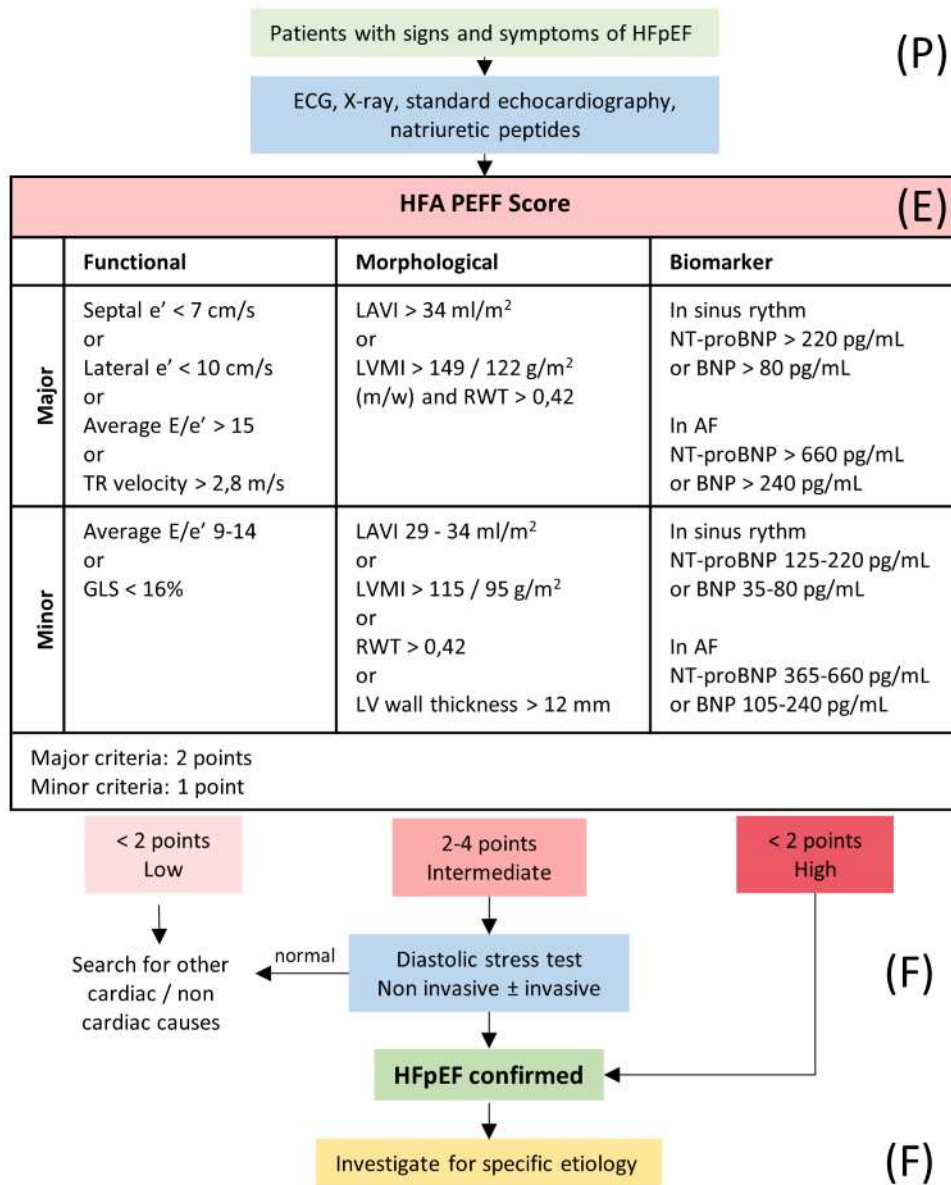 Patients with signs and symptoms of HFpEF
(P)
ECG, X-ray, standard echocardiography,
natriuretic peptides
HFA PEFF Score
(E)
Functional
Morphological
Biomarker
Major
Septal e’ < 7 cm/s
or
Lateral e’ < 10 cm/s
or
Average E/e’ > 15
or
TR velocity > 2,8 m/s
LAVI > 34 ml/m²
or
LVMI > 149 / 122 g/m²
(m/w) and RWT > 0,42
In sinus rythm
NT-proBNP > 220 pg/mL
or BNP > 80 pg/mL
In AF
NT-proBNP > 660 pg/mL
or BNP > 240 pg/mL
Minor
Average E/e’ 9-14
or
GLS < 16%
LAVI 29 - 34 ml/m²
or
LVMI > 115 / 95 g/m²
or
RWT > 0,42
or
LV wall thickness > 12 mm
In sinus rythm
NT-proBNP 125-220 pg/mL
or BNP 35-80 pg/mL
In AF
NT-proBNP 365-660 pg/mL
or BNP 105-240 pg/mL
Major criteria: 2 points
Minor criteria: 1 point
< 2 points
Low
2-4 points
Intermediate
< 2 points
High
Search for other
cardiac / non
cardiac causes
normal
Diastolic stress test
Non invasive ± invasive
(F)
HFpEF confirmed
Investigate for specific etiology
(F)